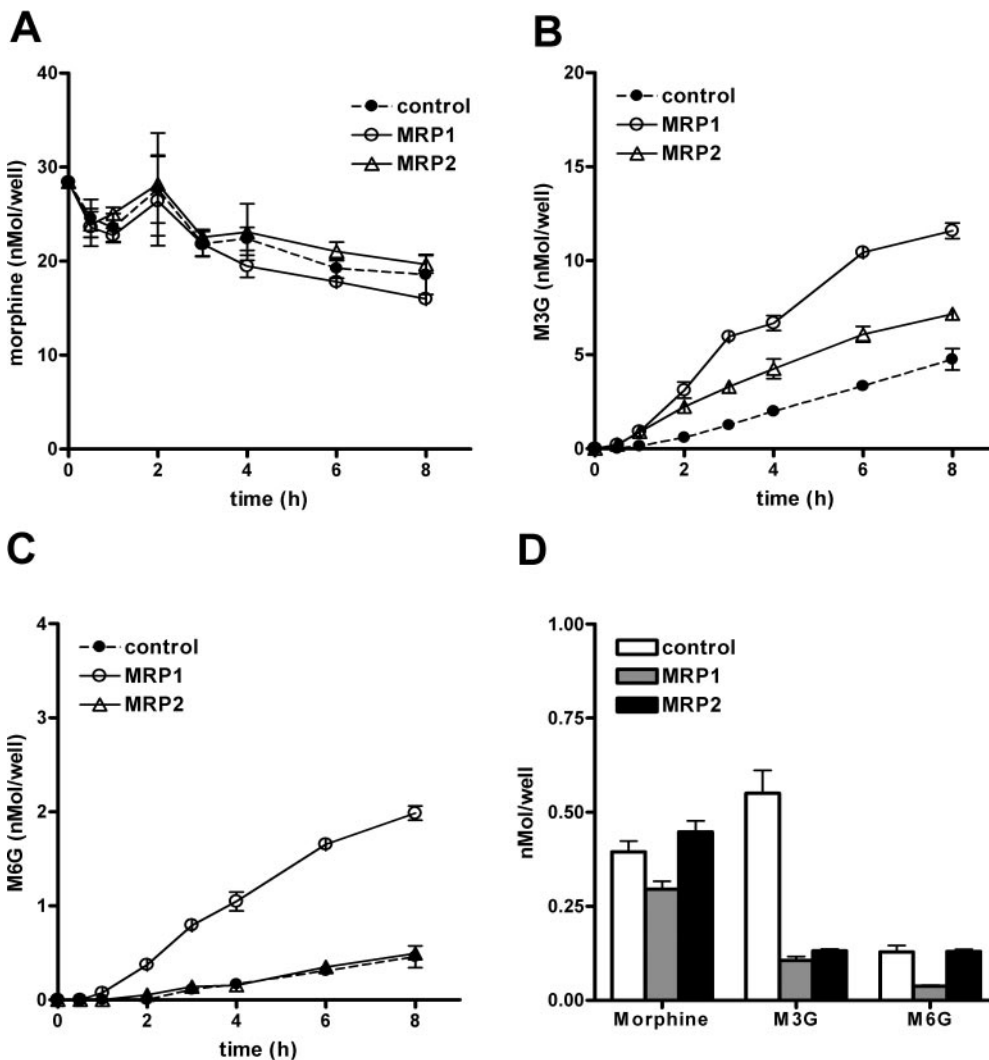 A
morphine (nMol/well)
40
30
20
10
0
control
MRP1
MRP2
0 2 4 6 8
time (h)
B
M3G (nMol/well)
20
15
10
5
0
control
MRP1
MRP2
0 2 4 6 8
time (h)
C
M6G (nMol/well)
4
3
2
1
0
control
MRP1
MRP2
0 2 4 6 8
time (h)
D
nMol/well
1.00
0.75
0.50
0.25
0.00
control
MRP1
MRP2
Morphine M3G M6G